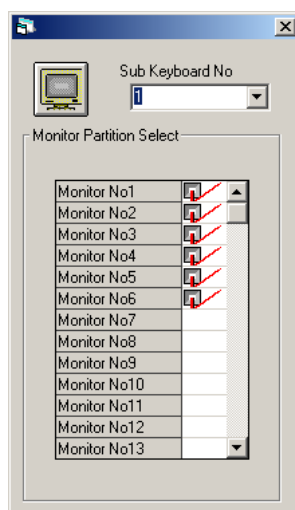 Sub Keyboard No
1
Monitor Partition Select
Monitor No1
Monitor No2
Monitor No3
Monitor No4
Monitor No5
Monitor No6
Monitor No7
Monitor No8
Monitor No9
Monitor No10
Monitor No11
Monitor No12
Monitor No13